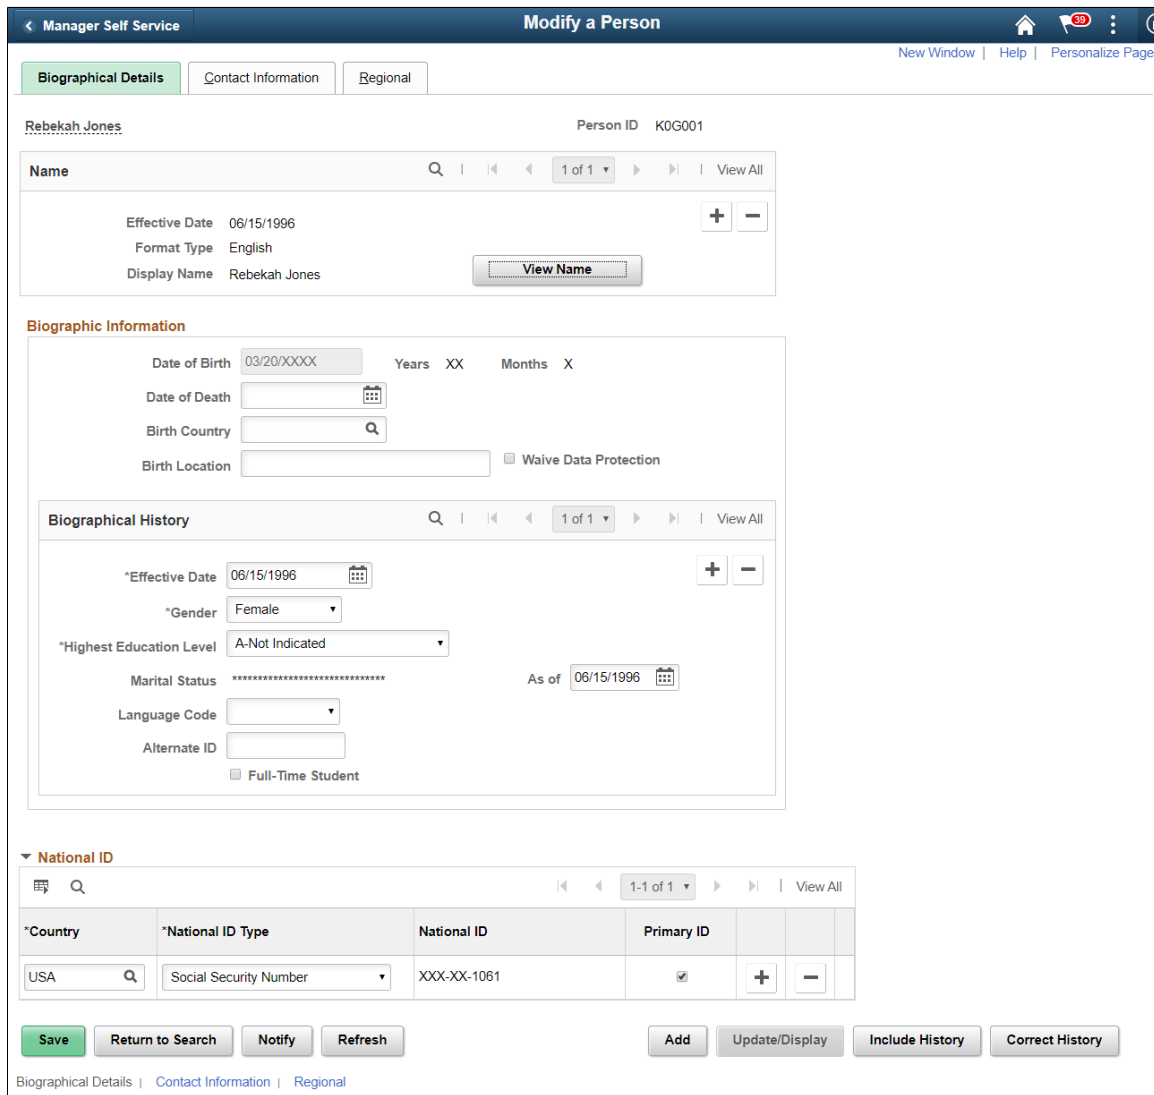 Manager Self Service Modify a Person 39
New Window | Help | Personalize Page
Biographical Details Contact Information Regional
Rebekah Jones Person ID K0G001
Name 1 of 1 View All
Effective Date 06/15/1996
Format Type English
Display Name Rebekah Jones View Name
Biographic Information
Date of Birth 03/20/XXXX Years XX Months X
Date of Death
Birth Country
Birth Location Waive Data Protection
Biographical History 1 of 1 View All
*Effective Date 06/15/1996
*Gender Female
*Highest Education Level A-Not Indicated
Marital Status ****************************** As of 06/15/1996
Language Code
Alternate ID
Full-Time Student
National ID
1-1 of 1 View All
*Country *National ID Type National ID Primary ID
USA Social Security Number XXX-XX-1061
Save Return to Search Notify Refresh Add Update/Display Include History Correct History
Biographical Details | Contact Information | Regional